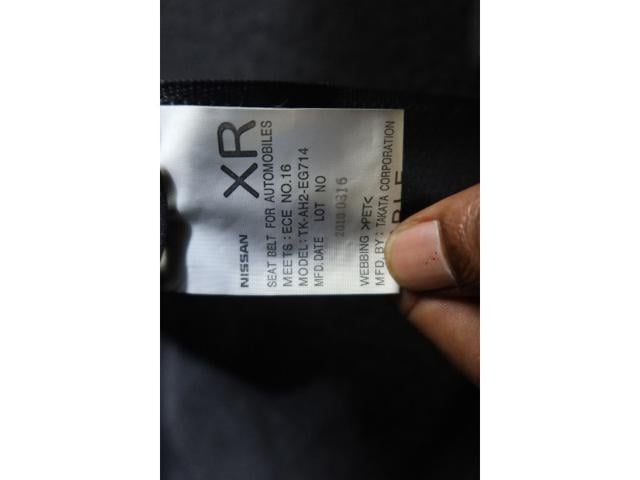 XR
NISSAN
SEAT BELT FOR AUTOMOBILES
MEETS : ECE NO.16
MODEL: TK-AH2-EG714
MFD.DATE LOT NO
2010 0316
WEBBING >PET<
MFD.BY : TAKATA CORPORATION